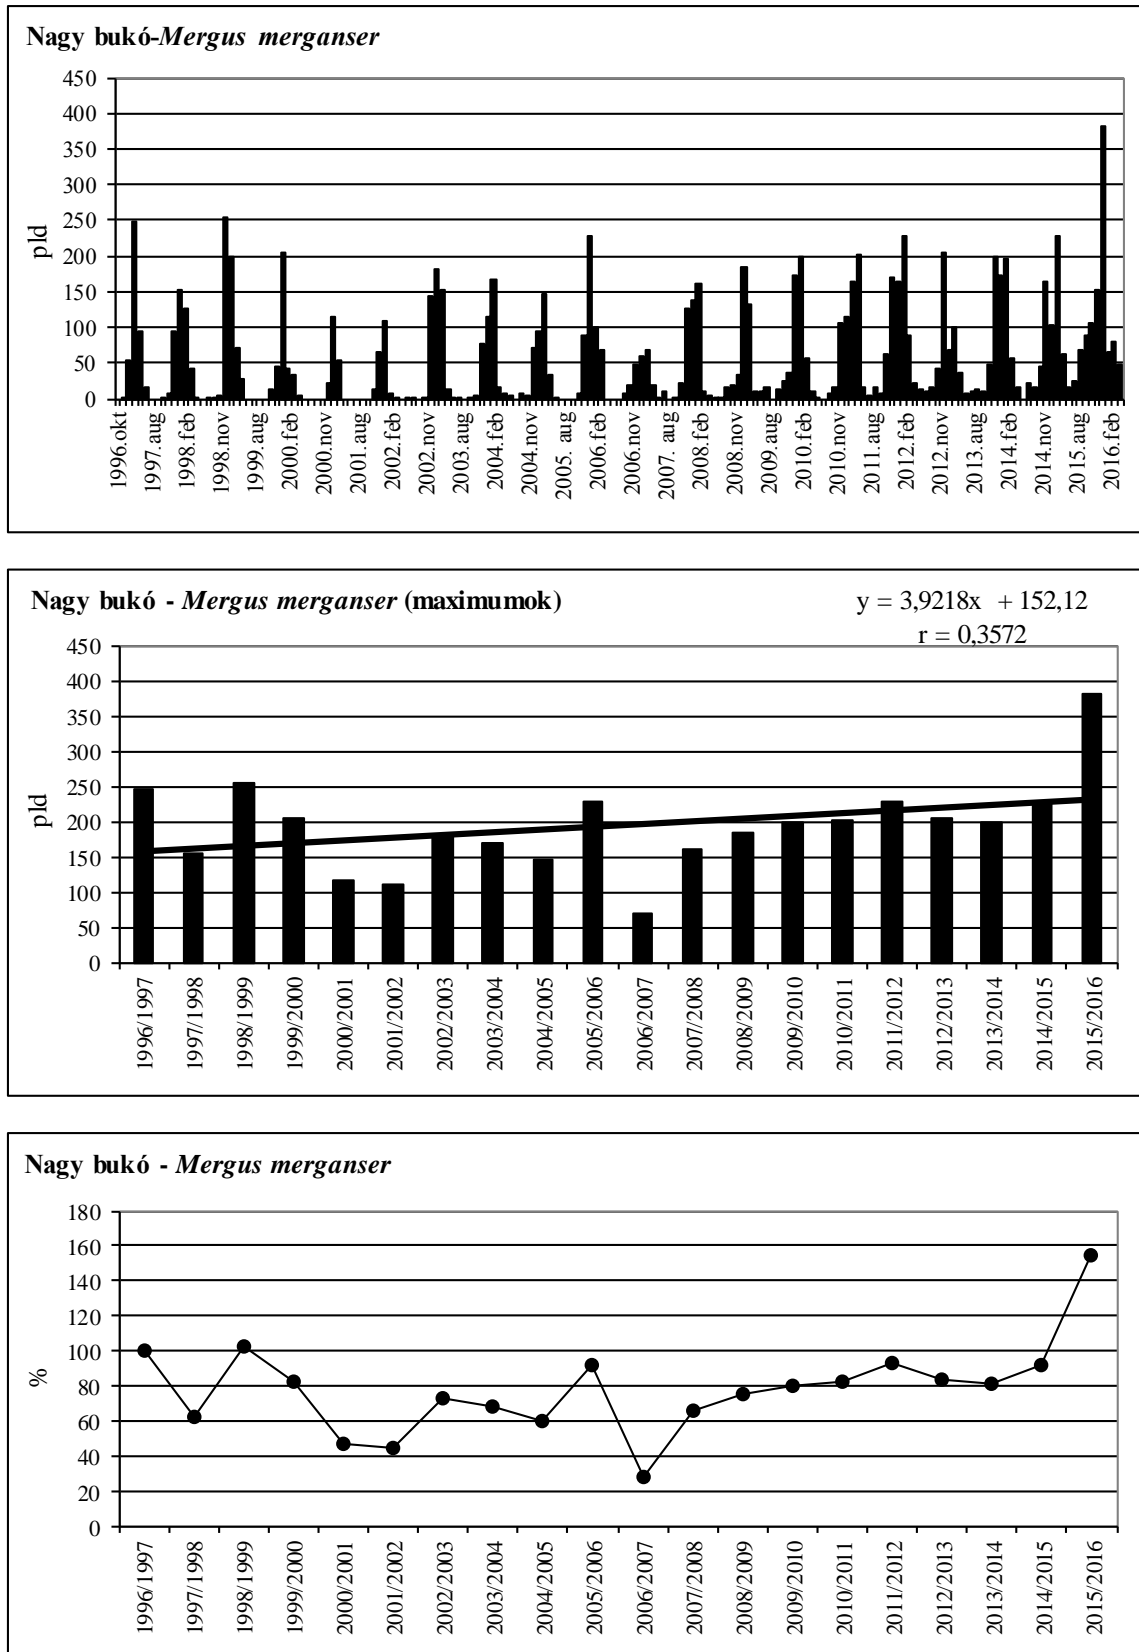 Nagy bukó-Mergus merganser
450
400
350
300
250
200
150
100
50
0
pld
1996.okt
1997.aug
1998.feb
1998.nov
1999.aug
2000.feb
2000.nov
2001.aug
2002.feb
2002.nov
2003.aug
2004.feb
2004.nov
2005. aug
2006.feb
2006.nov
2007. aug
2008.feb
2008.nov
2009.aug
2010.feb
2010.nov
2011.aug
2012.feb
2012.nov
2013.aug
2014.feb
2014.nov
2015.aug
2016.feb
Nagy bukó - Mergus merganser (maximumok)
y = 3,9218x + 152,12
r = 0,3572
450
400
350
300
250
200
150
100
50
0
pld
1996/1997
1997/1998
1998/1999
1999/2000
2000/2001
2001/2002
2002/2003
2003/2004
2004/2005
2005/2006
2006/2007
2007/2008
2008/2009
2009/2010
2010/2011
2011/2012
2012/2013
2013/2014
2014/2015
2015/2016
Nagy bukó - Mergus merganser
180
160
140
120
100
80
60
40
20
0
%
1996/1997
1997/1998
1998/1999
1999/2000
2000/2001
2001/2002
2002/2003
2003/2004
2004/2005
2005/2006
2006/2007
2007/2008
2008/2009
2009/2010
2010/2011
2011/2012
2012/2013
2013/2014
2014/2015
2015/2016